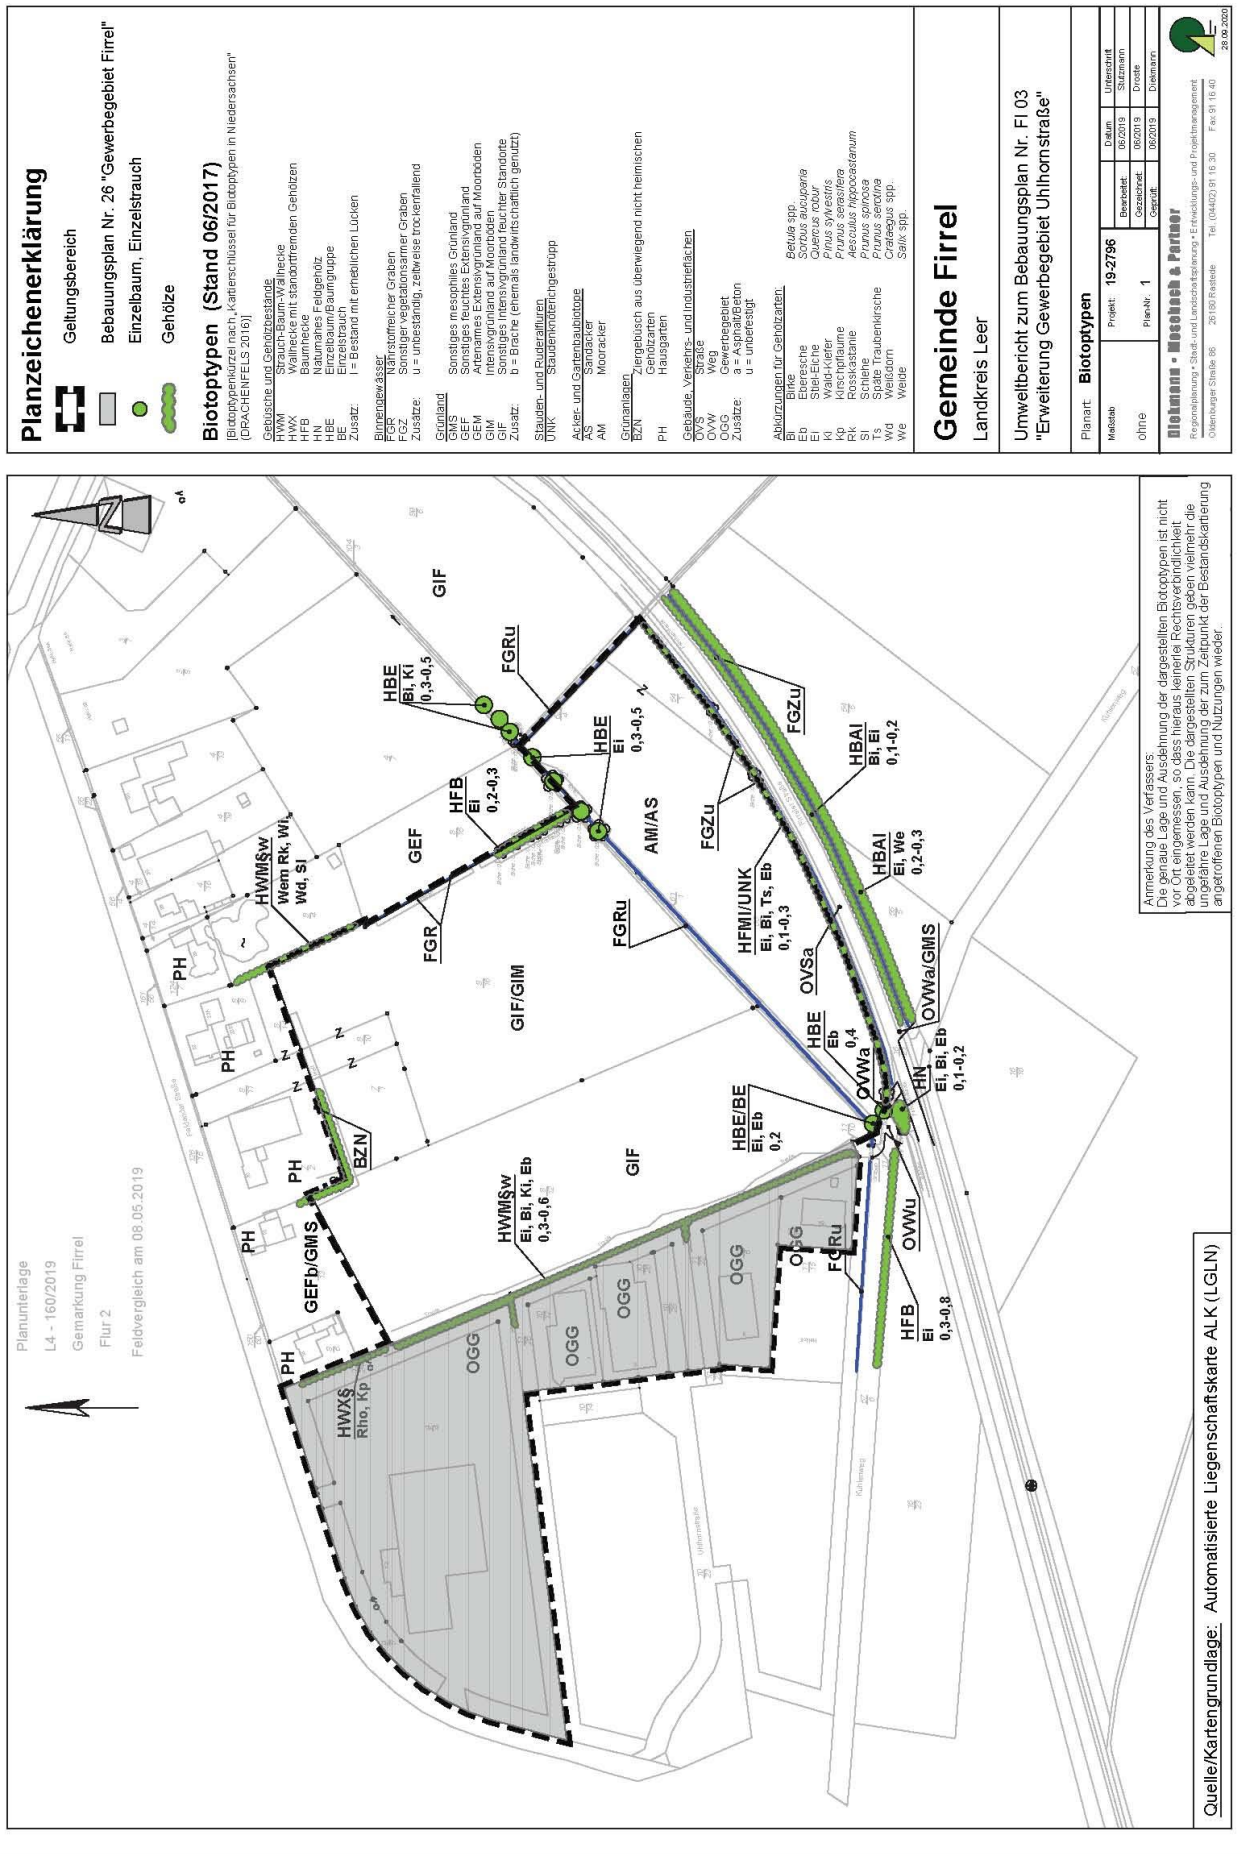 Planzeichenerklärung
Geltungsbereich
Bebauungsplan Nr. 26 "Gewerbegebiet Firrel"
Einzelbaum, Einzelstrauch
Gehölze
Biotoptypen (Stand 06/2017)
[Biotoptypenkürzel nach „Kartierschlüssel für Biotoptypen in Niedersachsen"
(DRACHENFELS 2016)]
Gebüsche und Gehölzbestände
HWM Strauch-Baum-Wallhecke
HWX Wallhecke mit standortfremden Gehölzen
HFB Baumhecke
HN Naturnahes Feldgehölz
HBE Einzelbaum/Baumgruppe
BE Einzelstrauch
Zusatz: l = Bestand mit erheblichen Lücken
Binnengewässer
FGR Nährstoffreicher Graben
FGZ Sonstiger vegetationsarmer Graben
Zusätze: u = unbeständig, zeitweise trockenfallend
Grünland
GMS Sonstiges mesophiles Grünland
GEF Sonstiges feuchtes Extensivgrünland
GEM Artenarmes Extensivgrünland auf Moorböden
GIM Intensivgrünland auf Moorböden
GIF Sonstiges Intensivgrünland feuchter Standorte
Zusatz: b = Brache (ehemals landwirtschaftlich genutzt)
Stauden- und Ruderalfluren
UNK Staudenknöterichgestrüpp
Acker- und Gartenbaubiotope
AS Sandacker
AM Mooracker
Grünanlagen
BZN Ziergebüsch aus überwiegend nicht heimischen
Gehölzarten
PH Hausgarten
Gebäude, Verkehrs- und Industrieflächen
OVS Straße
OVW Weg
OGG Gewerbegebiet
Zusätze: a = Asphalt/Beton
u = unbefestigt
Abkürzungen für Gehölzarten:
Bi Birke Betula spp.
Eb Eberesche Sorbus aucuparia
Ei Stiel-Eiche Quercus robur
Ki Wald-Kiefer Pinus sylvestris
Kp Kirschpflaume Prunus serasifera
Rk Rosskastanie Aesculus hippocastanum
Sl Schlehe Prunus spinosa
Ts Späte Traubenkirsche Prunus serotina
Wd Weißdorn Crataegus spp.
We Weide Salix spp.
Gemeinde Firrel
Landkreis Leer
Umweltbericht zum Bebauungsplan Nr. FI 03
"Erweiterung Gewerbegebiet Uhlhornstraße"
Planart: Biotoptypen
Maßstab
ohne
Projekt: 19-2796
Plan-Nr. 1
Datum Unterschrift
Bearbeitet: 06/2019 Stutzmann
Gezeichnet: 06/2019 Droste
Geprüft: 06/2019 Diekmann
Diekmann • Mosebach & Partner
Regionalplanung • Stadt- und Landschaftsplanung • Entwicklungs- und Projektmanagement
Oldenburger Straße 86 26180 Rastede Tel. (04402) 91 16 30 Fax 91 16 40
28.09.2020
Planunterlage
L4 - 160/2019
Gemarkung Firrel
Flur 2
Feldvergleich am 08.05.2019
N
GIF
HBE
Bi, Ki
0,3-0,5
FGRu
HBE
Ei
0,3-0,5
HFB
Ei
0,2-0,3
GEF
HWM§w
Wem Rk, Wi,
Wd, Sl
PH
FGR
FGRu
AM/AS
FGZu
FGZu
HBAl
Bi, Ei
0,1-0,2
HBAl
Ei, We
0,2-0,3
HFMl/UNK
Ei, Bi, Ts, Eb
0,1-0,3
OVSa
GIF/GIM
PH
HBE
Eb
0,4
OVWa
OVWa/GMS
HN
Ei, Bi, Eb
0,1-0,2
HBE/BE
Ei, Eb
0,2
BZN
PH
GIF
HWM§w
Ei, Bi, Ki, Eb
0,3-0,6
PH
GEFb/GMS
OGG
OGG
OGG
OGG
OGG
FGRu
OVWu
HFB
Ei
0,3-0,8
PH
HWX§
Rho, Kp
Kuhlenweg
Kuhlenweg
Uhlhornstraße
Anmerkung des Verfassers:
Die genaue Lage und Ausdehnung der dargestellten Biotoptypen ist nicht
vor Ort eingemessen, so dass hieraus keinerlei Rechtsverbindlichkeit
abgeleitet werden kann. Die dargestellten Strukturen geben vielmehr die
ungefähre Lage und Ausdehnung der zum Zeitpunkt der Bestandskartierung
angetroffenen Biotoptypen und Nutzungen wieder.
Quelle/Kartengrundlage: Automatisierte Liegenschaftskarte ALK (LGLN)